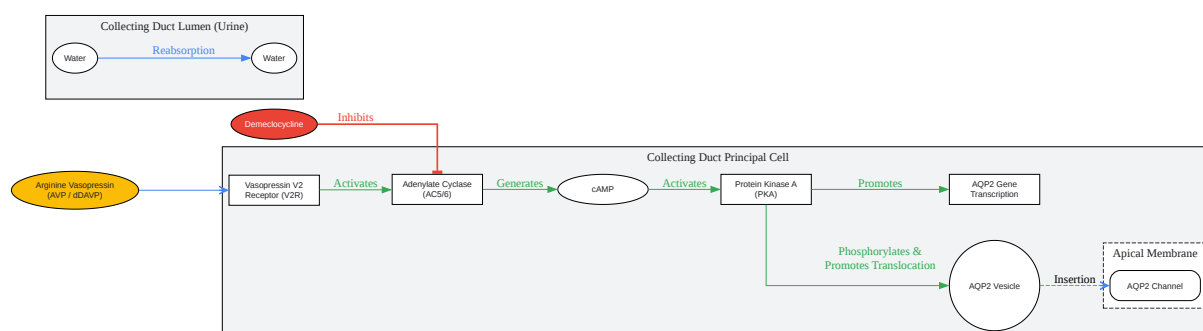 Collecting Duct Lumen (Urine)
Water
Reabsorption
Water
Demeclocycline
Inhibits
Collecting Duct Principal Cell
Arginine Vasopressin
(AVP / dDAVP)
Vasopressin V2
Receptor (V2R)
Activates
Adenylate Cyclase
(AC5/6)
Generates
cAMP
Activates
Protein Kinase A
(PKA)
Promotes
AQP2 Gene
Transcription
Phosphorylates &
Promotes Translocation
AQP2 Vesicle
Insertion
Apical Membrane
AQP2 Channel